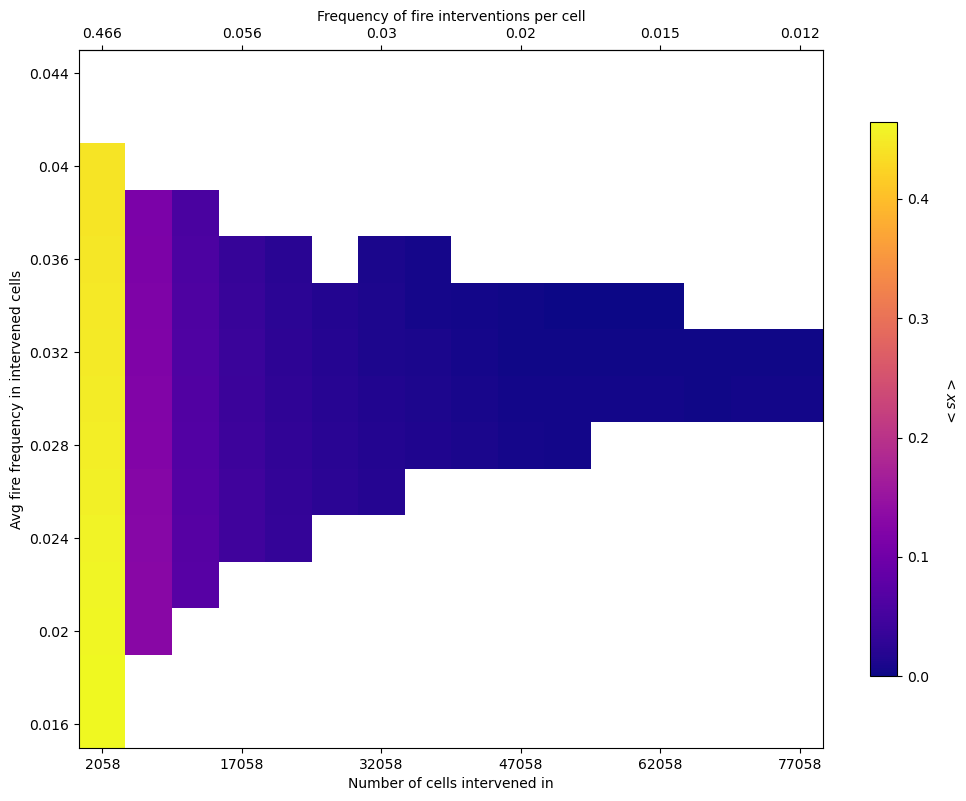 Frequency of fire interventions per cell
0.466 0.056 0.03 0.02 0.015 0.012
0.044
0.04
0.036
0.032
0.028
0.024
0.02
0.016
Avg fire frequency in intervened cells
2058 17058 32058 47058 62058 77058
Number of cells intervened in
0.4
0.3
0.2
0.1
0.0
< xs >